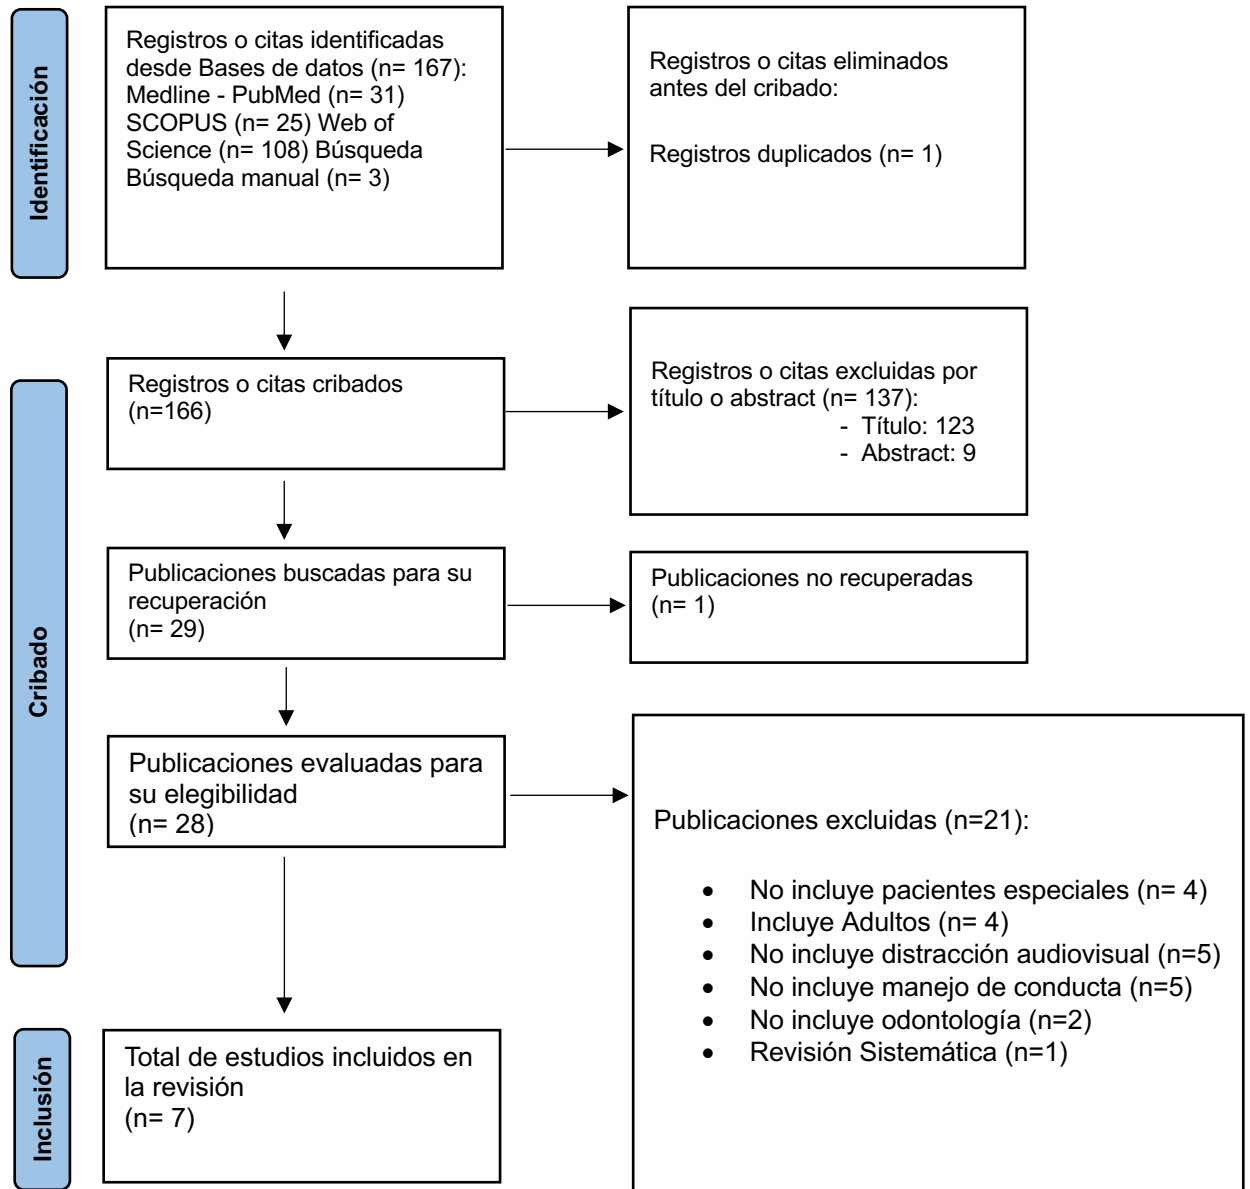 Identificación
Registros o citas identificadas
desde Bases de datos (n= 167):
Medline - PubMed (n= 31)
SCOPUS (n= 25) Web of
Science (n= 108) Búsqueda
Búsqueda manual (n= 3)
Registros o citas eliminados
antes del cribado:
Registros duplicados (n= 1)
Cribado
Registros o citas cribados
(n=166)
Registros o citas excluidas por
título o abstract (n= 137):
- Título: 123
- Abstract: 9
Publicaciones buscadas para su
recuperación
(n= 29)
Publicaciones no recuperadas
(n= 1)
Publicaciones evaluadas para
su elegibilidad
(n= 28)
Publicaciones excluidas (n=21):
• No incluye pacientes especiales (n= 4)
• Incluye Adultos (n= 4)
• No incluye distracción audiovisual (n=5)
• No incluye manejo de conducta (n=5)
• No incluye odontología (n=2)
• Revisión Sistemática (n=1)
Inclusión
Total de estudios incluidos en
la revisión
(n= 7)